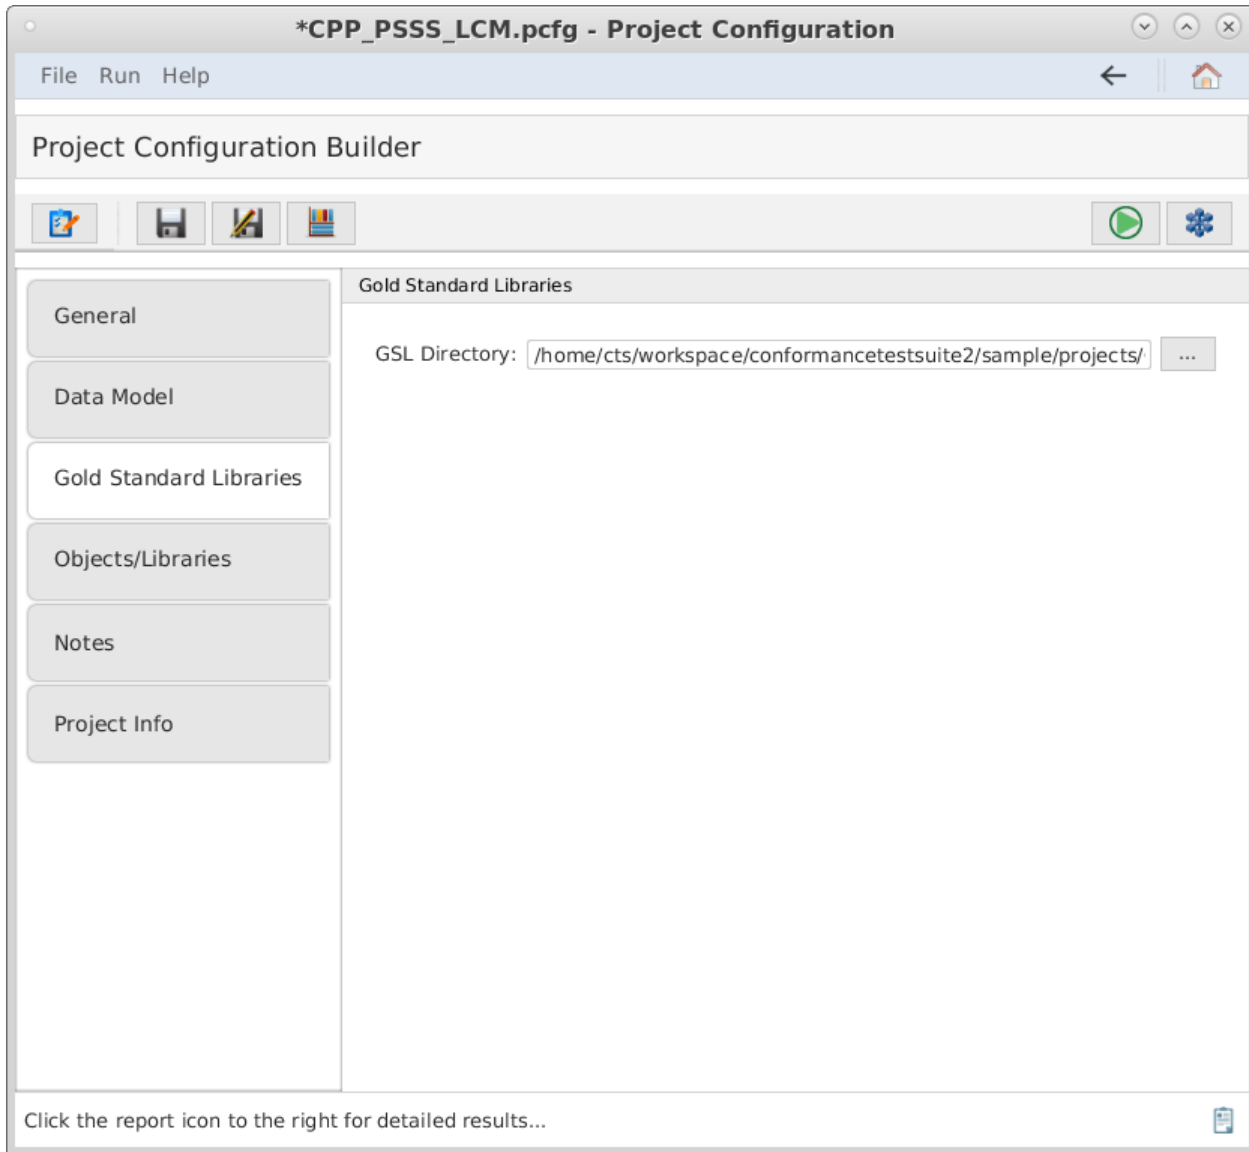 *CPP_PSSS_LCM.pcfg - Project Configuration
File Run Help
Project Configuration Builder
General
Data Model
Gold Standard Libraries
Objects/Libraries
Notes
Project Info
Gold Standard Libraries
GSL Directory: /home/cts/workspace/conformancetestsuite2/sample/projects/ ...
Click the report icon to the right for detailed results...